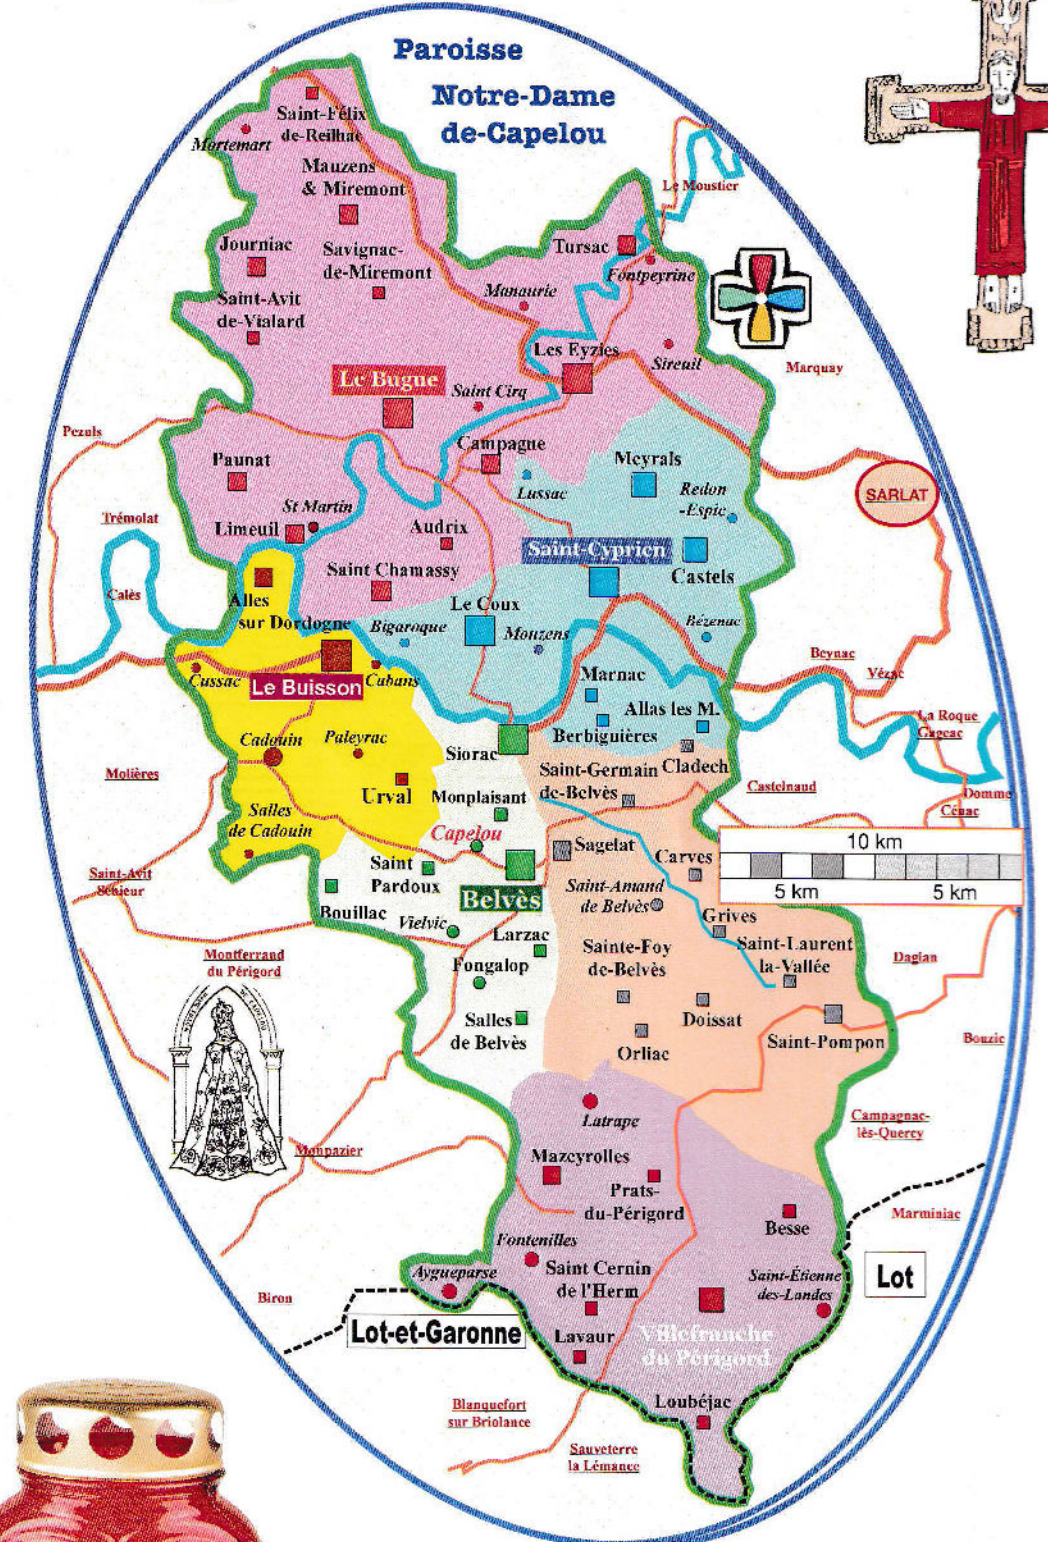 Paroisse
Notre-Dame
de-Capelou
Saint-Félix
de-Reilhac
Mortemart
Mauzens
& Miremont
Le Moustier
Journiac
Savignac-
de-Miremont
Tursac
Fontpeyrine
Manaurie
Saint-Avit
de-Vialard
Les Eyzies
Sireuil
Marquay
Le Bugue
Saint Cirq
Pezuls
Campagne
Paunat
Meyrals
Lussac
Redon
-Espic
SARLAT
St Martin
Trémolat
Limeuil
Audrix
Saint-Cyprien
Castels
Saint Chamassy
Calès
Alles
sur Dordogne
Le Coux
Bigaroque
Mouzens
Bézenac
Beynac
Vézac
Cussac
Le Buisson
Cabans
Marnac
Allas les M.
Berbiguières
La Roque
Gageac
Cadouin
Paleyrac
Siorac
Cladech
Saint-Germain
de-Belvès
Molières
Urval
Monplaisant
Castelnaud
Domme
Cénac
Salles
de Cadouin
Capelou
Sagelat
Carves
10 km
5 km
5 km
Saint-Avit
Sénieur
Saint
Pardoux
Belvès
Saint-Amand
de Belvès
Bouillac
Vielvic
Grives
Larzac
Sainte-Foy
de-Belvès
Saint-Laurent
la-Vallée
Daglan
Montferrand
du Périgord
Fongalop
Salles
de Belvès
Doissat
Orliac
Saint-Pompon
Bouzic
Latrape
Campagnac-
lès-Quercy
Monpazier
Mazeyrolles
Prats-
du-Périgord
Besse
Marminiac
Fontenilles
Aygueparse
Saint Cernin
de l'Herm
Saint-Étienne
des-Landes
Lot
Biron
Lot-et-Garonne
Lavaur
Villefranche
du Périgord
Loubéjac
Blanquefort
sur Briolance
Sauveterre
la Lémance